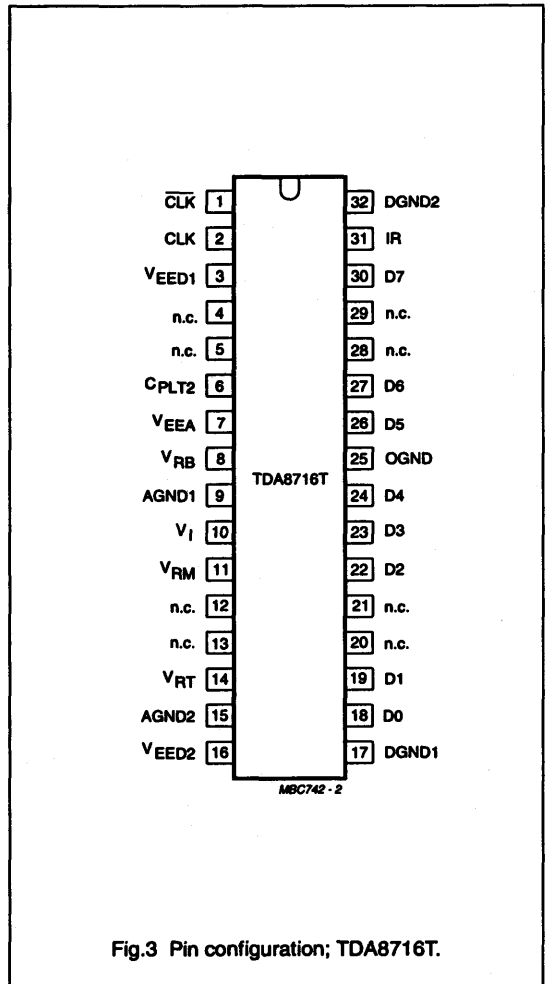 C̅L̅K̅ 1 32 DGND2
CLK 2 31 IR
VEED1 3 30 D7
n.c. 4 29 n.c.
n.c. 5 28 n.c.
CPLT2 6 27 D6
VEEA 7 26 D5
VRB 8 25 OGND
TDA8716T
AGND1 9 24 D4
VI 10 23 D3
VRM 11 22 D2
n.c. 12 21 n.c.
n.c. 13 20 n.c.
VRT 14 19 D1
AGND2 15 18 D0
VEED2 16 17 DGND1
MBC742 - 2
Fig.3 Pin configuration; TDA8716T.